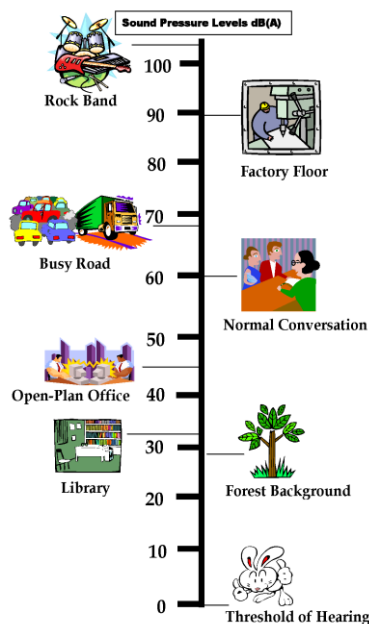 Sound Pressure Levels dB(A)
100
Rock Band
90
80
Factory Floor
70
Busy Road
60
Normal Conversation
50
Open-Plan Office
40
30
Library
Forest Background
20
10
0
Threshold of Hearing